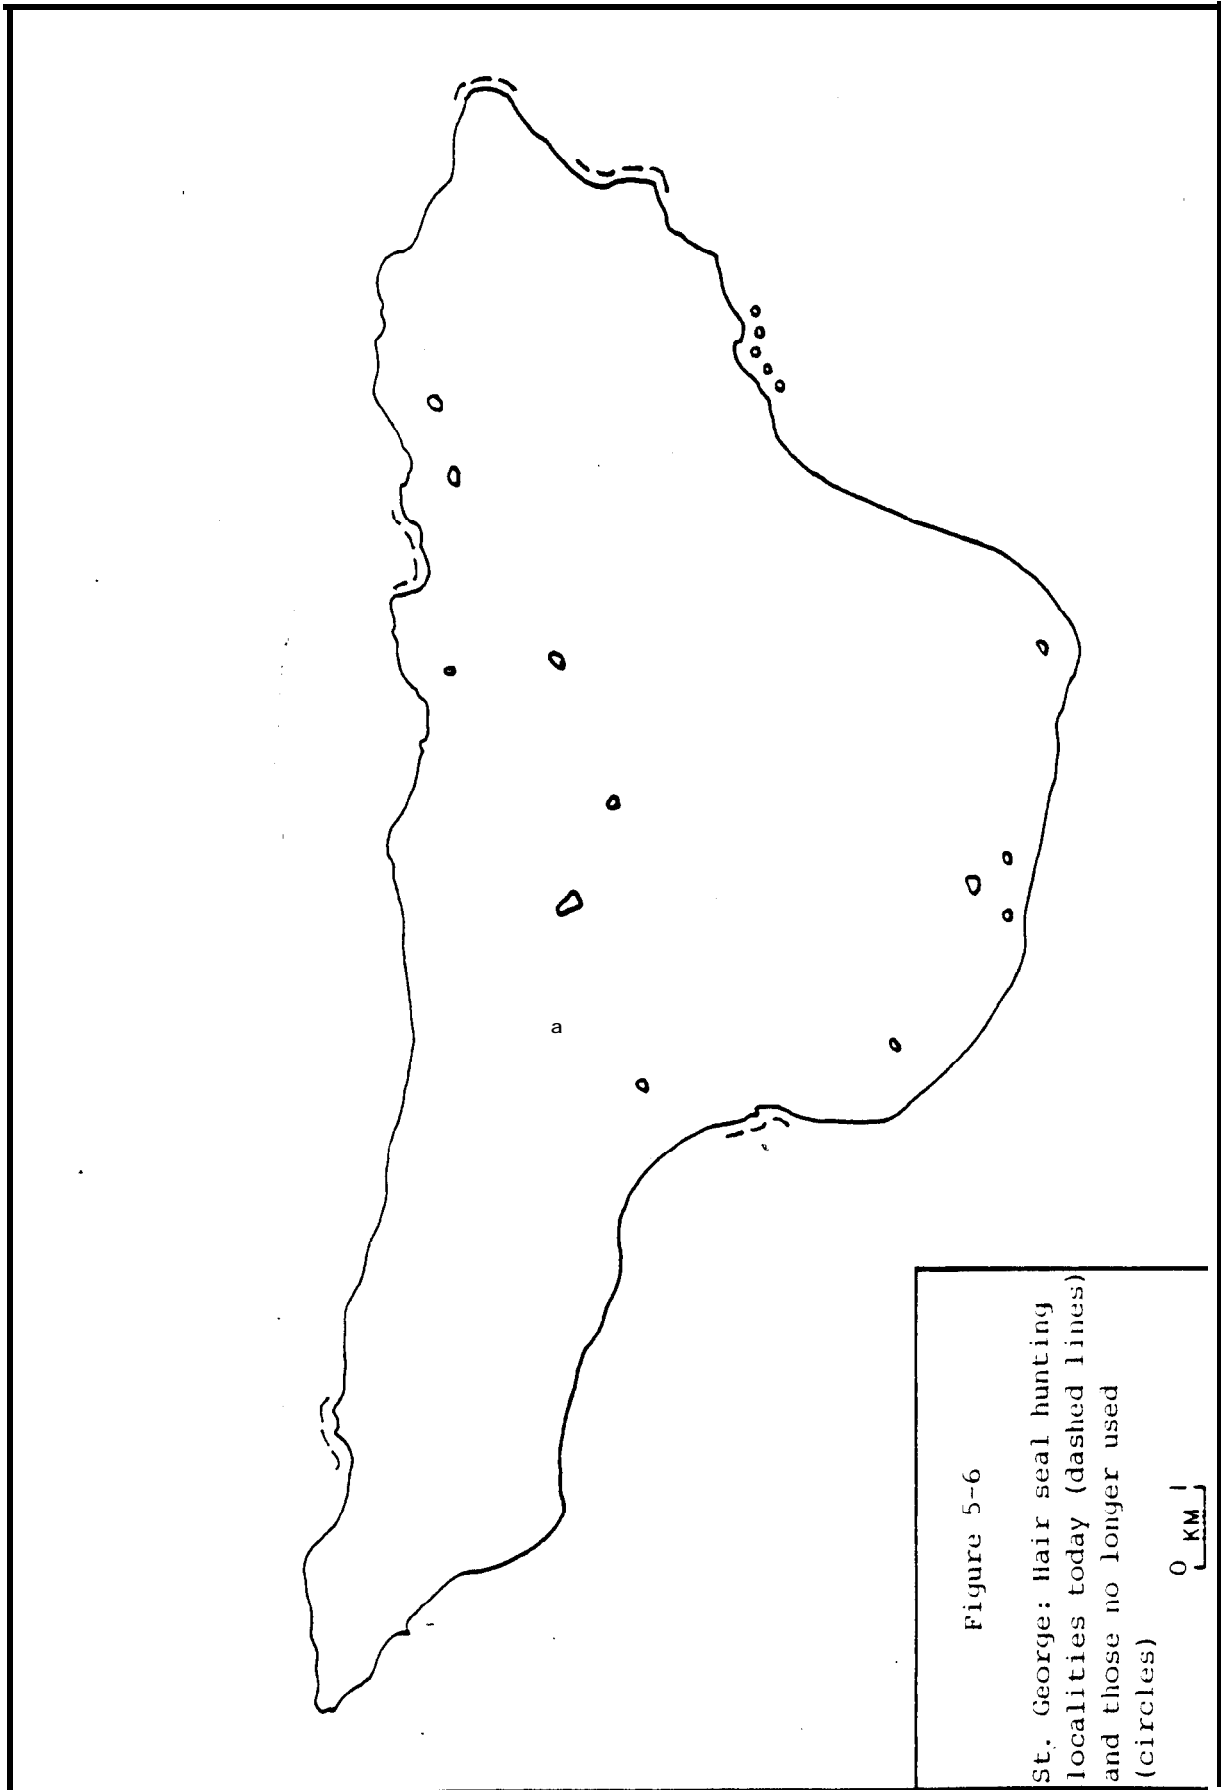 Figure 5-6
St. George: Hair seal hunting
localities today (dashed lines)
and those no longer used
(circles)
0 KM 1
a